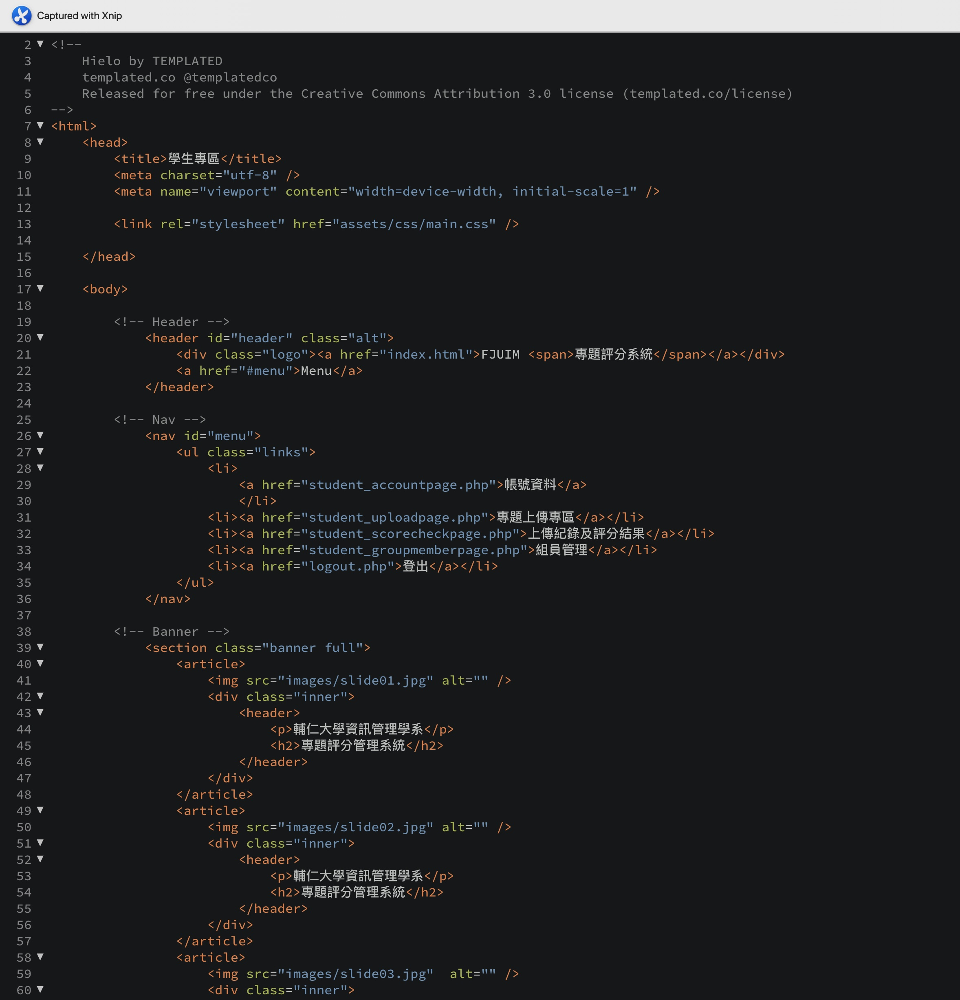 Captured with Xnip
2 ▼ <!--
3     Hielo by TEMPLATED
4     templated.co @templatedco
5     Released for free under the Creative Commons Attribution 3.0 license (templated.co/license)
6 -->
7 ▼ <html>
8 ▼     <head>
9         <title>學生專區</title>
10         <meta charset="utf-8" />
11         <meta name="viewport" content="width=device-width, initial-scale=1" />
12
13         <link rel="stylesheet" href="assets/css/main.css" />
14
15     </head>
16
17 ▼     <body>
18
19         <!-- Header -->
20 ▼             <header id="header" class="alt">
21                 <div class="logo"><a href="index.html">FJUIM <span>專題評分系統</span></a></div>
22                 <a href="#menu">Menu</a>
23             </header>
24
25         <!-- Nav -->
26 ▼             <nav id="menu">
27 ▼                 <ul class="links">
28 ▼                     <li>
29                         <a href="student_accountpage.php">帳號資料</a>
30                         </li>
31                     <li><a href="student_uploadpage.php">專題上傳專區</a></li>
32                     <li><a href="student_scorecheckpage.php">上傳紀錄及評分結果</a></li>
33                     <li><a href="student_groupmemberpage.php">組員管理</a></li>
34                     <li><a href="logout.php">登出</a></li>
35                 </ul>
36             </nav>
37
38         <!-- Banner -->
39 ▼             <section class="banner full">
40 ▼                 <article>
41                     <img src="images/slide01.jpg" alt="" />
42 ▼                     <div class="inner">
43 ▼                         <header>
44                             <p>輔仁大學資訊管理學系</p>
45                             <h2>專題評分管理系統</h2>
46                         </header>
47                     </div>
48                 </article>
49 ▼                 <article>
50                     <img src="images/slide02.jpg" alt="" />
51 ▼                     <div class="inner">
52 ▼                         <header>
53                             <p>輔仁大學資訊管理學系</p>
54                             <h2>專題評分管理系統</h2>
55                         </header>
56                     </div>
57                 </article>
58 ▼                 <article>
59                     <img src="images/slide03.jpg"  alt="" />
60 ▼                     <div class="inner">